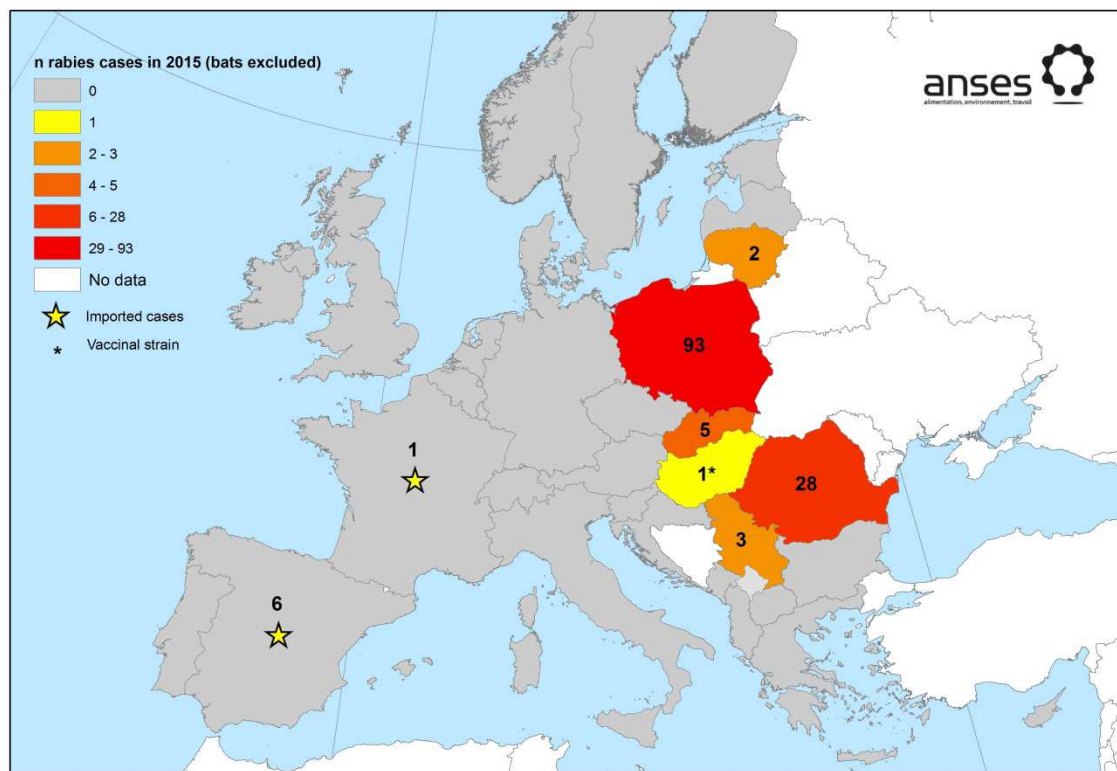 n rabies cases in 2015 (bats excluded)
0
1
2 - 3
4 - 5
6 - 28
29 - 93
No data
Imported cases
* Vaccinal strain
anses
alimentation, environnement, travail
2
93
5
1*
28
3
1
6